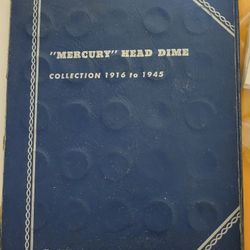 "MERCURY" HEAD DIME
COLLECTION 1916 to 1945